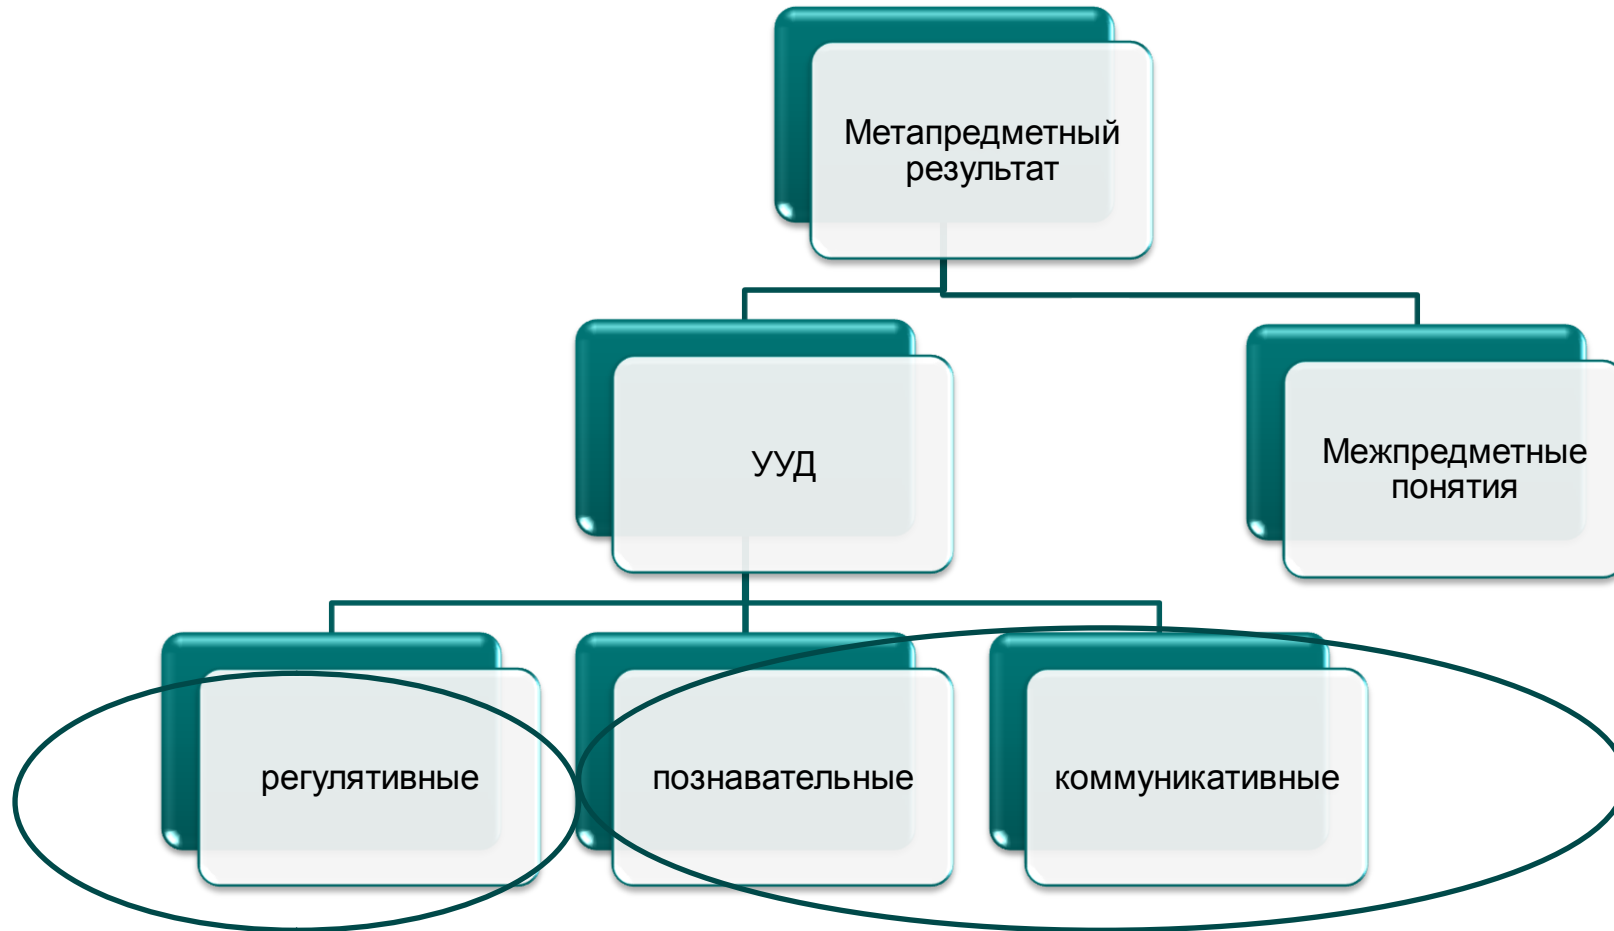 Метапредметный
результат
УУД
Межпредметные
понятия
регулятивные
познавательные
коммуникативные